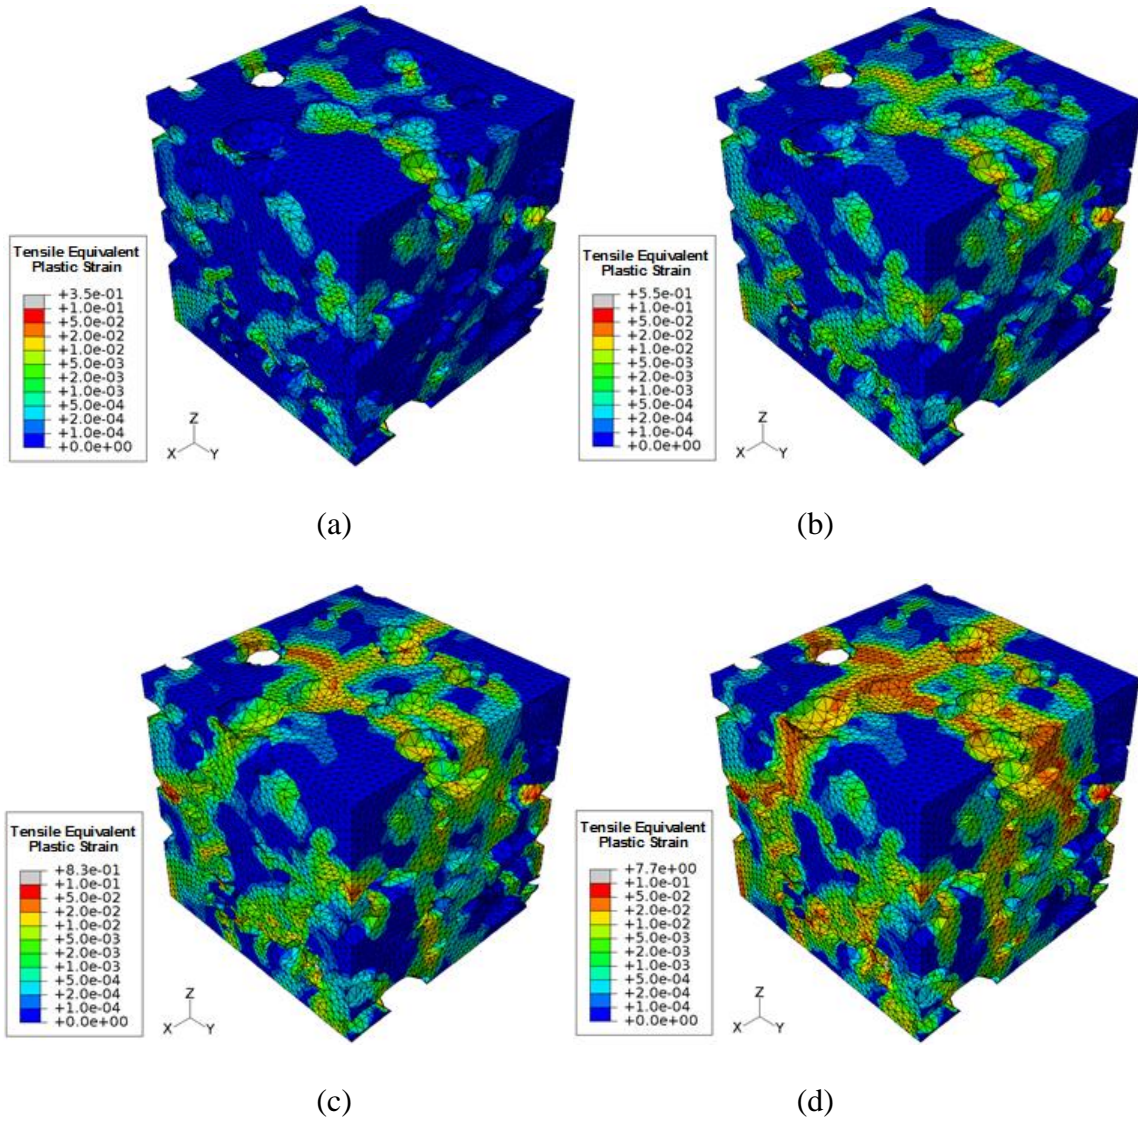 Tensile Equivalent
Plastic Strain
+3.5e-01
+1.0e-01
+5.0e-02
+2.0e-02
+1.0e-02
+5.0e-03
+2.0e-03
+1.0e-03
+5.0e-04
+2.0e-04
+1.0e-04
+0.0e+00
Z
X
Y
(a)
Tensile Equivalent
Plastic Strain
+5.5e-01
+1.0e-01
+5.0e-02
+2.0e-02
+1.0e-02
+5.0e-03
+2.0e-03
+1.0e-03
+5.0e-04
+2.0e-04
+1.0e-04
+0.0e+00
Z
X
Y
(b)
Tensile Equivalent
Plastic Strain
+8.3e-01
+1.0e-01
+5.0e-02
+2.0e-02
+1.0e-02
+5.0e-03
+2.0e-03
+1.0e-03
+5.0e-04
+2.0e-04
+1.0e-04
+0.0e+00
Z
X
Y
(c)
Tensile Equivalent
Plastic Strain
+7.7e+00
+1.0e-01
+5.0e-02
+2.0e-02
+1.0e-02
+5.0e-03
+2.0e-03
+1.0e-03
+5.0e-04
+2.0e-04
+1.0e-04
+0.0e+00
Z
X
Y
(d)